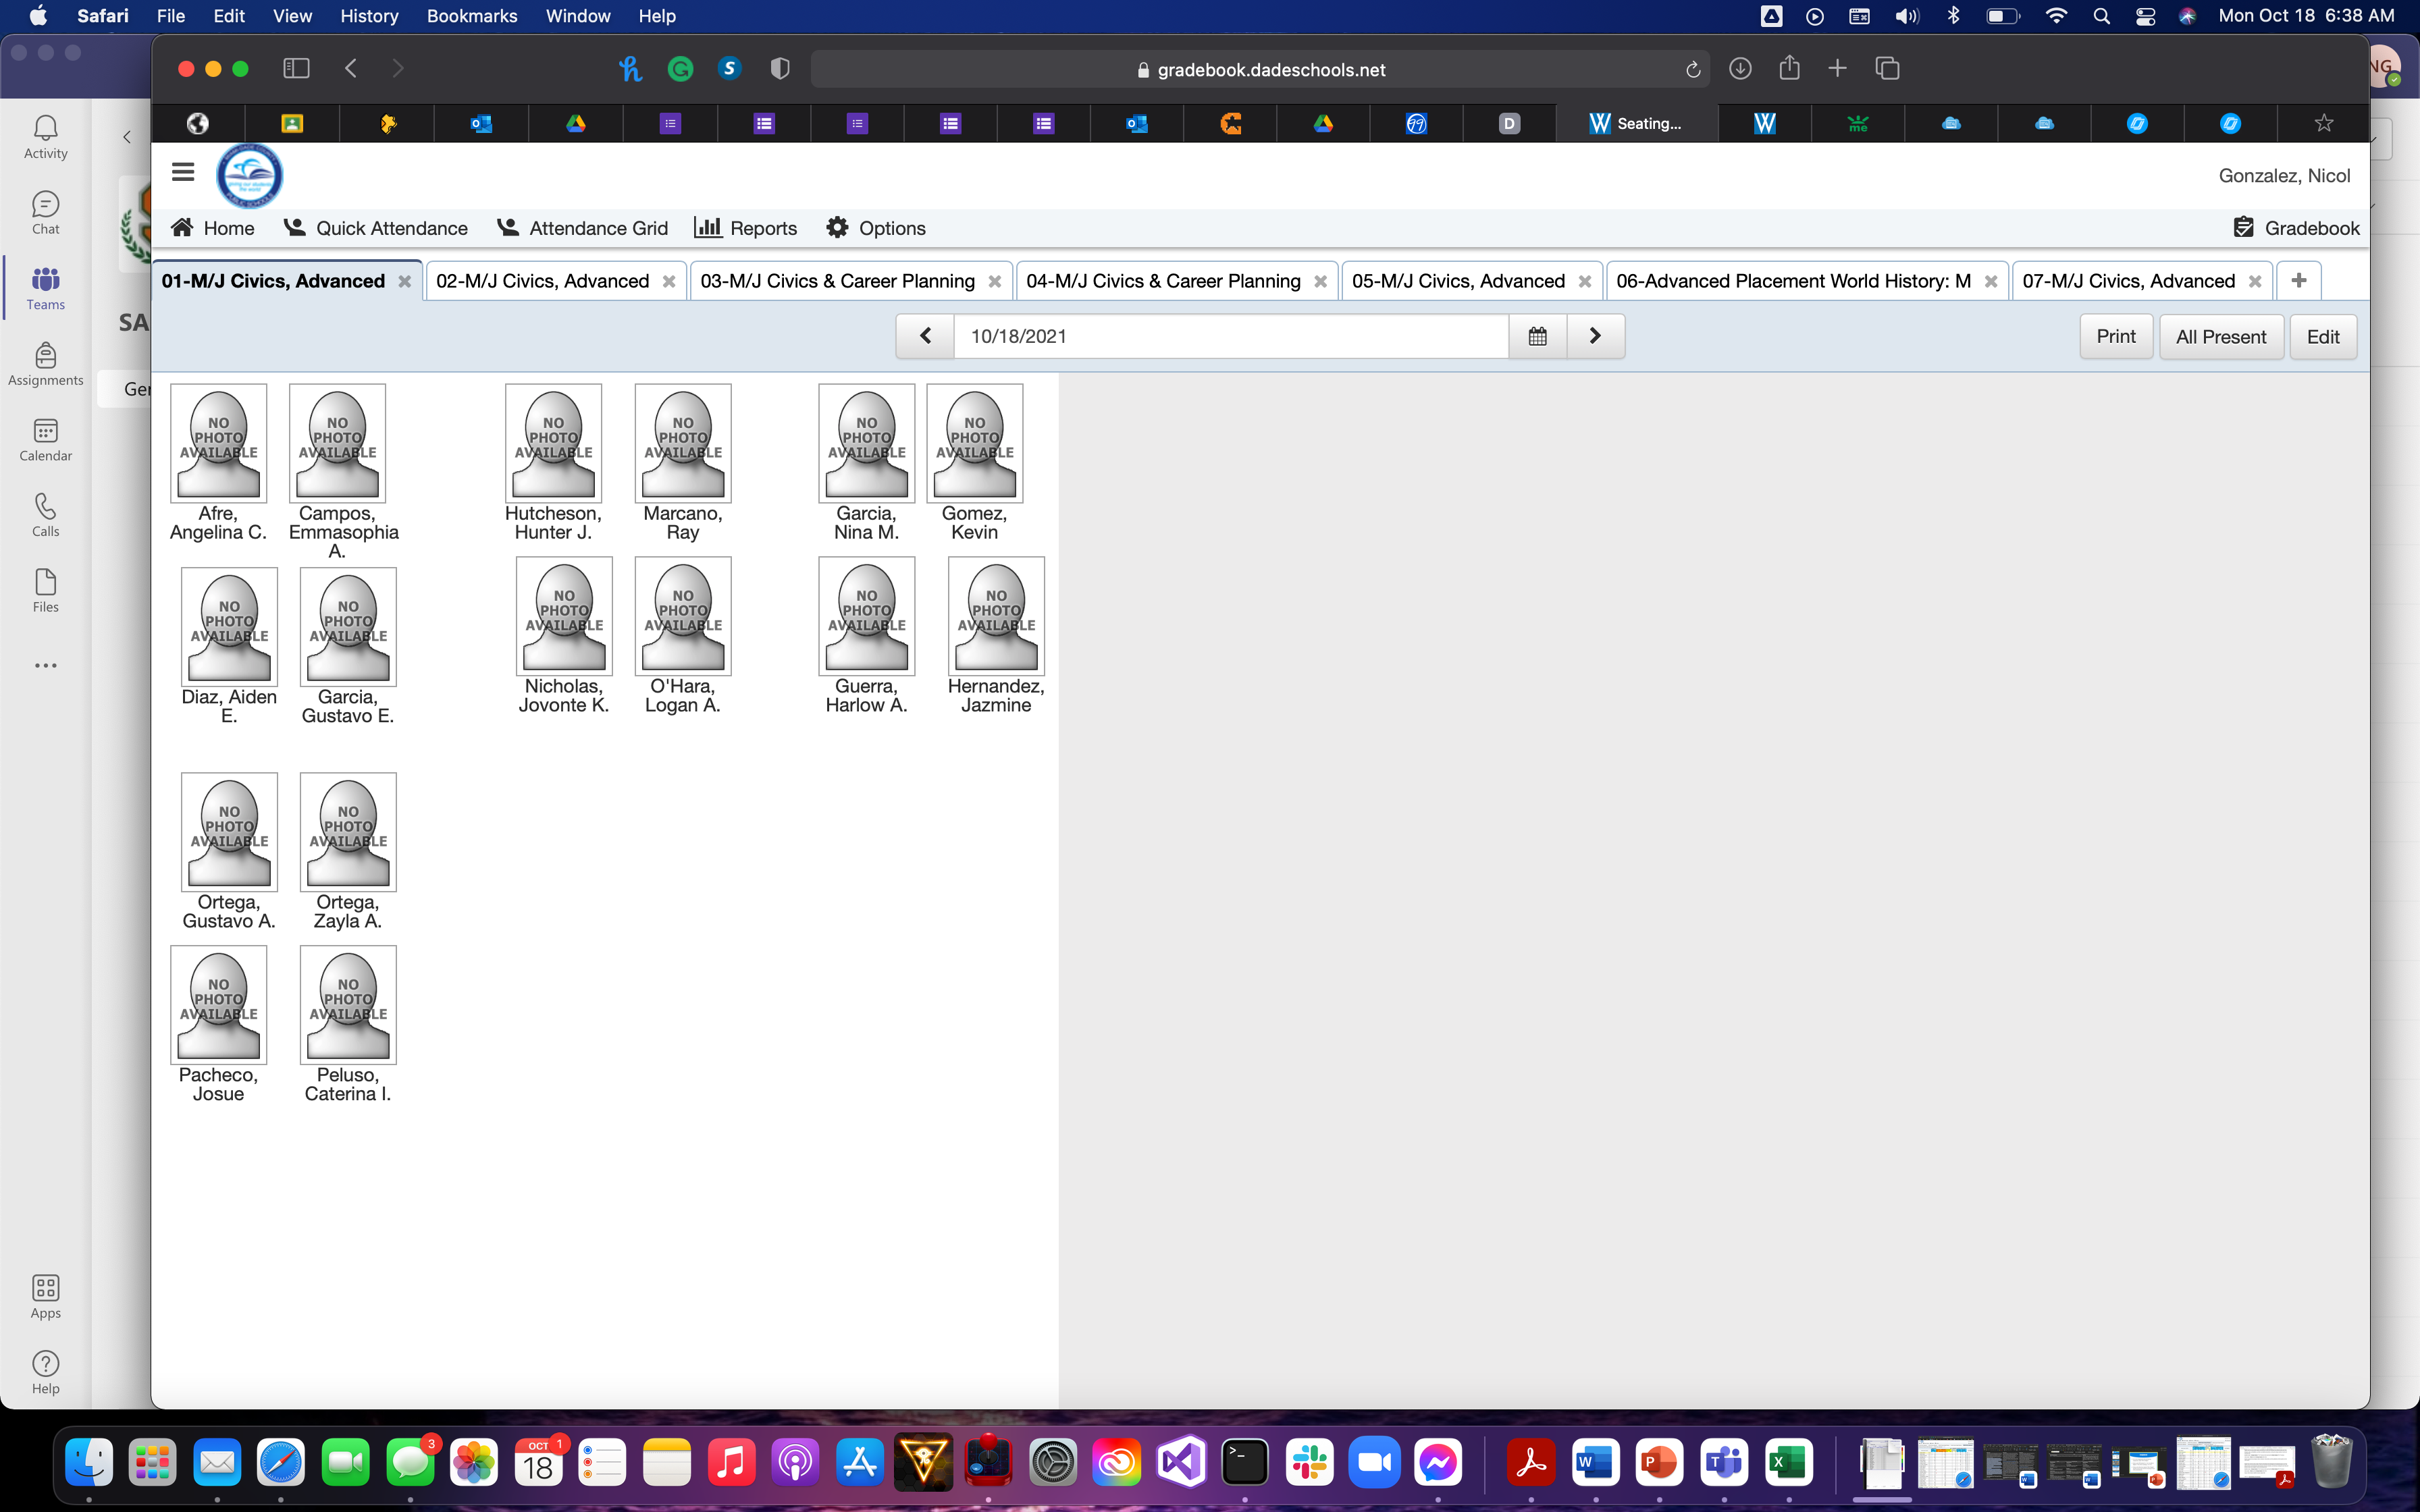 Safari File Edit View History Bookmarks Window Help
Mon Oct 18 6:38 AM
gradebook.dadeschools.net
NG
Seating...
me
D
Gonzalez, Nicol
Home Quick Attendance Attendance Grid Reports Options
Gradebook
01-M/J Civics, Advanced
02-M/J Civics, Advanced
03-M/J Civics & Career Planning
04-M/J Civics & Career Planning
05-M/J Civics, Advanced
06-Advanced Placement World History: M
07-M/J Civics, Advanced
10/18/2021
Print
All Present
Edit
Activity
Chat
Teams
Assignments
Calendar
Calls
Files
Apps
Help
SA
Ger
NO
PHOTO
AVAILABLE
Afre,
Angelina C.
NO
PHOTO
AVAILABLE
Campos,
Emmasophia
A.
NO
PHOTO
AVAILABLE
Hutcheson,
Hunter J.
NO
PHOTO
AVAILABLE
Marcano,
Ray
NO
PHOTO
AVAILABLE
Garcia,
Nina M.
NO
PHOTO
AVAILABLE
Gomez,
Kevin
NO
PHOTO
AVAILABLE
Diaz, Aiden
E.
NO
PHOTO
AVAILABLE
Garcia,
Gustavo E.
NO
PHOTO
AVAILABLE
Nicholas,
Jovonte K.
NO
PHOTO
AVAILABLE
O'Hara,
Logan A.
NO
PHOTO
AVAILABLE
Guerra,
Harlow A.
NO
PHOTO
AVAILABLE
Hernandez,
Jazmine
NO
PHOTO
AVAILABLE
Ortega,
Gustavo A.
NO
PHOTO
AVAILABLE
Ortega,
Zayla A.
NO
PHOTO
AVAILABLE
Pacheco,
Josue
NO
PHOTO
AVAILABLE
Peluso,
Caterina I.
3
OCT
1
18